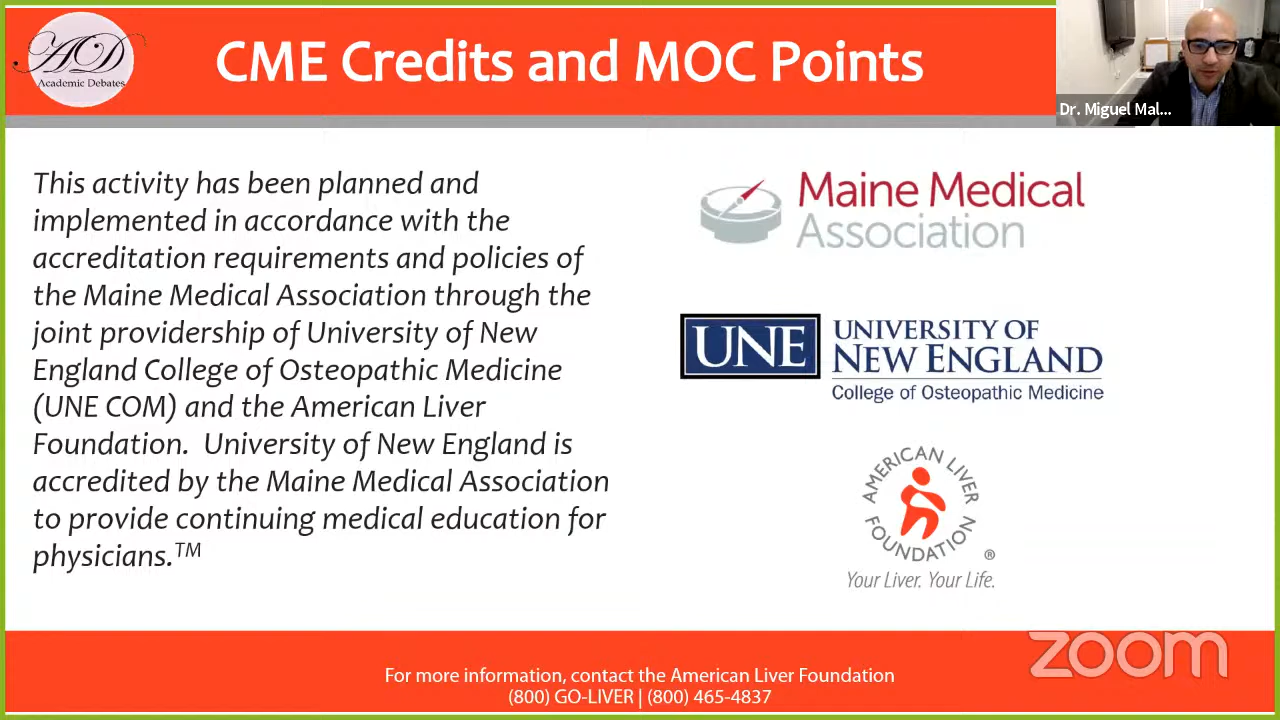 AD
Academic Debates
CME Credits and MOC Points
Dr. Miguel Mal...
This activity has been planned and
implemented in accordance with the
accreditation requirements and policies of
the Maine Medical Association through the
joint providership of University of New
England College of Osteopathic Medicine
(UNE COM) and the American Liver
Foundation.  University of New England is
accredited by the Maine Medical Association
to provide continuing medical education for
physicians.TM
Maine Medical
Association
UNE
UNIVERSITY OF
NEW ENGLAND
College of Osteopathic Medicine
AMERICAN LIVER
FOUNDATION
®
Your Liver. Your Life.
zoom
For more information, contact the American Liver Foundation
(800) GO-LIVER | (800) 465-4837